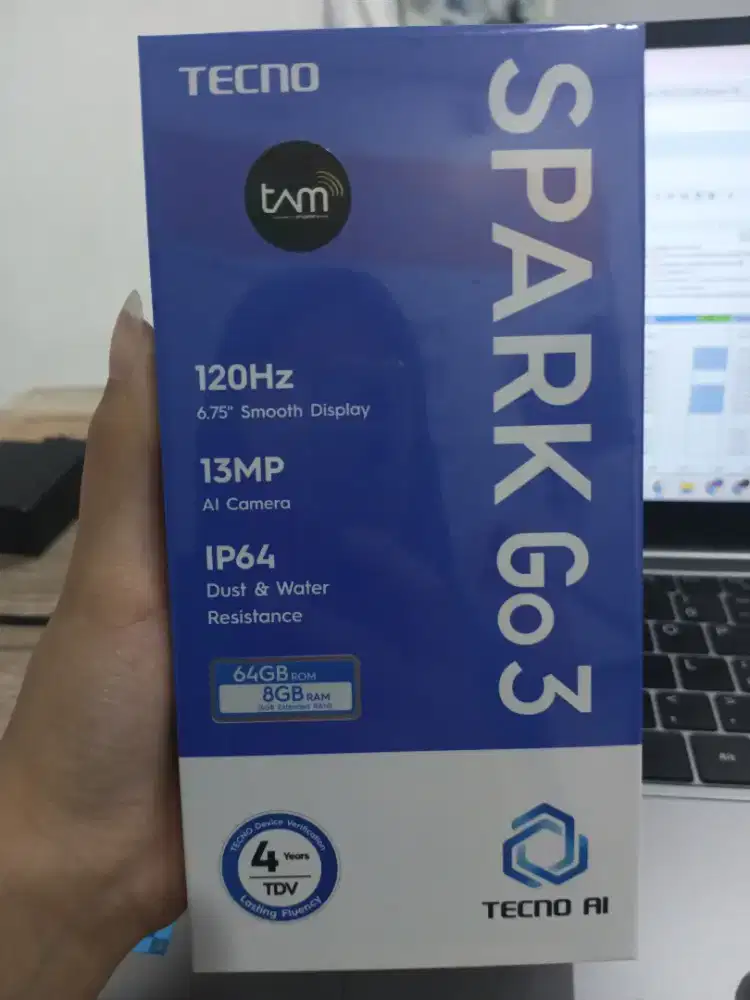 TECNO
tam
SPARK Go 3
120Hz
6.75" Smooth Display
13MP
AI Camera
IP64
Dust & Water
Resistance
64GB ROM
8GB RAM
TECNO Device Verification
4 Years
TDV
Lasting Fluency
TECNO AI